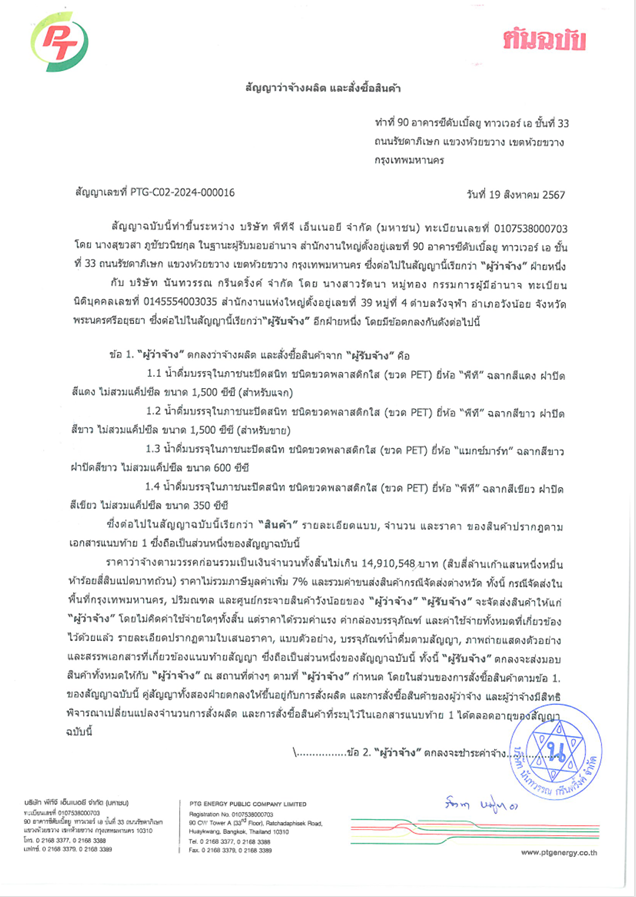 PT
ต้นฉบับ
สัญญาว่าจ้างผลิต และสั่งซื้อสินค้า
ทำที่ 90 อาคารซีดับเบิ้ลยู ทาวเวอร์ เอ ชั้นที่ 33
ถนนรัชดาภิเษก แขวงห้วยขวาง เขตห้วยขวาง
กรุงเทพมหานคร
สัญญาเลขที่ PTG-C02-2024-000016
วันที่ 19 สิงหาคม 2567
สัญญาฉบับนี้ทำขึ้นระหว่าง บริษัท พีทีจี เอ็นเนอยี จำกัด (มหาชน) ทะเบียนเลขที่ 0107538000703
โดย นางสุขวสา ภูชัชวนิชกุล ในฐานะผู้รับมอบอำนาจ สำนักงานใหญ่ตั้งอยู่เลขที่ 90 อาคารซีดับเบิ้ลยู ทาวเวอร์ เอ ชั้น
ที่ 33 ถนนรัชดาภิเษก แขวงห้วยขวาง เขตห้วยขวาง กรุงเทพมหานคร ซึ่งต่อไปในสัญญานี้เรียกว่า “ผู้ว่าจ้าง” ฝ่ายหนึ่ง
กับ บริษัท นันทวรรณ กรีนดริ้งค์ จำกัด โดย นางสาวรัตนา หมู่ทอง กรรมการผู้มีอำนาจ ทะเบียน
นิติบุคคลเลขที่ 0145554003035 สำนักงานแห่งใหญ่ตั้งอยู่เลขที่ 39 หมู่ที่ 4 ตำบลวังจุฬา อำเภอวังน้อย จังหวัด
พระนครศรีอยุธยา ซึ่งต่อไปในสัญญานี้เรียกว่า“ผู้รับจ้าง” อีกฝ่ายหนึ่ง โดยมีข้อตกลงกันดังต่อไปนี้
ข้อ 1. “ผู้ว่าจ้าง” ตกลงว่าจ้างผลิต และสั่งซื้อสินค้าจาก “ผู้รับจ้าง” คือ
1.1 น้ำดื่มบรรจุในภาชนะปิดสนิท ชนิดขวดพลาสติกใส (ขวด PET) ยี่ห้อ “พีที” ฉลากสีแดง ฝาปิด
สีแดง ไม่สวมแค็ปซีล ขนาด 1,500 ซีซี (สำหรับแจก)
1.2 น้ำดื่มบรรจุในภาชนะปิดสนิท ชนิดขวดพลาสติกใส (ขวด PET) ยี่ห้อ “พีที” ฉลากสีขาว ฝาปิด
สีขาว ไม่สวมแค็ปซีล ขนาด 1,500 ซีซี (สำหรับขาย)
1.3 น้ำดื่มบรรจุในภาชนะปิดสนิท ชนิดขวดพลาสติกใส (ขวด PET) ยี่ห้อ “แมกซ์มาร์ท” ฉลากสีขาว
ฝาปิดสีขาว ไม่สวมแค็ปซีล ขนาด 600 ซีซี
1.4 น้ำดื่มบรรจุในภาชนะปิดสนิท ชนิดขวดพลาสติกใส (ขวด PET) ยี่ห้อ “พีที” ฉลากสีเขียว ฝาปิด
สีเขียว ไม่สวมแค็ปซีล ขนาด 350 ซีซี
ซึ่งต่อไปในสัญญาฉบับนี้เรียกว่า “สินค้า” รายละเอียดแบบ, จำนวน และราคา ของสินค้าปรากฏตาม
เอกสารแนบท้าย 1 ซึ่งถือเป็นส่วนหนึ่งของสัญญาฉบับนี้
ราคาว่าจ้างตามวรรคก่อนรวมเป็นเงินจำนวนทั้งสิ้นไม่เกิน 14,910,548 บาท (สิบสี่ล้านเก้าแสนหนึ่งหมื่น
ห้าร้อยสี่สิบแปดบาทถ้วน) ราคาไม่รวมภาษีมูลค่าเพิ่ม 7% และรวมค่าขนส่งสินค้ากรณีจัดส่งต่างหวัด ทั้งนี้ กรณีจัดส่งใน
พื้นที่กรุงเทพมหานคร, ปริมณฑล และศูนย์กระจายสินค้าวังน้อยของ “ผู้ว่าจ้าง” “ผู้รับจ้าง” จะจัดส่งสินค้าให้แก่
“ผู้ว่าจ้าง” โดยไม่คิดค่าใช้จ่ายใดๆทั้งสิ้น แต่ราคาได้รวมค่าแรง ค่ากล่องบรรจุภัณฑ์ และค่าใช้จ่ายทั้งหมดที่เกี่ยวข้อง
ไว้ด้วยแล้ว รายละเอียดปรากฏตามใบเสนอราคา, แบบตัวอย่าง, บรรจุภัณฑ์น้ำดื่มตามสัญญา, ภาพถ่ายแสดงตัวอย่าง
และสรรพเอกสารที่เกี่ยวข้องแนบท้ายสัญญา ซึ่งถือเป็นส่วนหนึ่งของสัญญาฉบับนี้ ทั้งนี้ “ผู้รับจ้าง” ตกลงจะส่งมอบ
สินค้าทั้งหมดให้กับ “ผู้ว่าจ้าง” ณ สถานที่ต่างๆ ตามที่ “ผู้ว่าจ้าง” กำหนด โดยในส่วนของการสั่งซื้อสินค้าตามข้อ 1.
ของสัญญาฉบับนี้ คู่สัญญาทั้งสองฝ่ายตกลงให้ขึ้นอยู่กับการสั่งผลิต และการสั่งซื้อสินค้าของผู้ว่าจ้าง และผู้ว่าจ้างมีสิทธิ
พิจารณาเปลี่ยนแปลงจำนวนการสั่งผลิต และการสั่งซื้อสินค้าที่ระบุไว้ในเอกสารแนบท้าย 1 ได้ตลอดอายุของสัญญา
ฉบับนี้
\................ข้อ 2. “ผู้ว่าจ้าง” ตกลงจะชำระค่าจ้าง
น
บริษัท นันทวรรณ กรีนดริ้งค์ จำกัด
รัตนา หมู่ทอง
บริษัท พีทีจี เอ็นเนอยี จำกัด (มหาชน)
ทะเบียนเลขที่ 0107538000703
90 อาคารซีดับเบิ้ลยู ทาวเวอร์ เอ ชั้นที่ 33 ถนนรัชดาภิเษก
แขวงห้วยขวาง เขตห้วยขวาง กรุงเทพมหานคร 10310
โทร. 0 2168 3377, 0 2168 3388
แฟกซ์. 0 2168 3379, 0 2168 3389
PTG ENERGY PUBLIC COMPANY LIMITED
Registration No. 0107538000703
90 CW Tower A (33rd Floor), Ratchadaphisek Road,
Huaykwang, Bangkok, Thailand 10310
Tel. 0 2168 3377, 0 2168 3388
Fax. 0 2168 3379, 0 2168 3389
www.ptgenergy.co.th